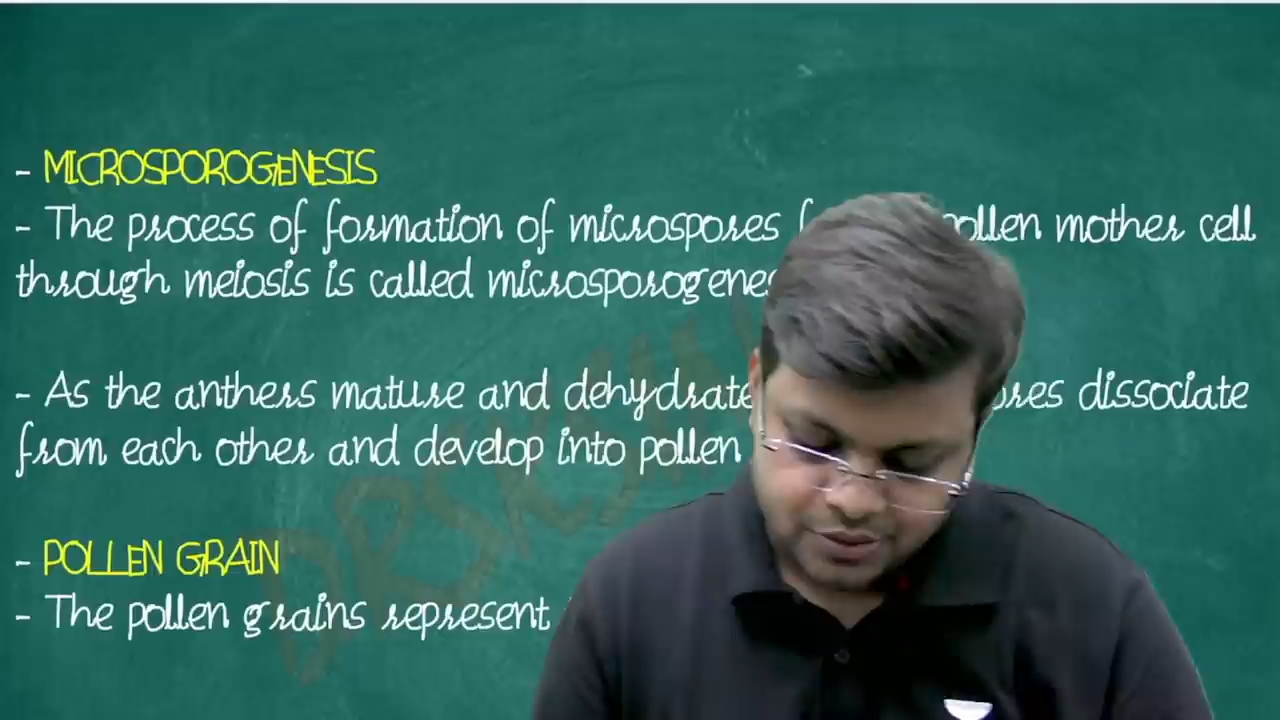 - MICROSPOROGENESIS
- The process of formation of microspores pollen mother cell
through meiosis is called
- As the anthers mature and dissociate
from each other and develop into pollen
- POLLEN GRAIN
- The pollen grains represent